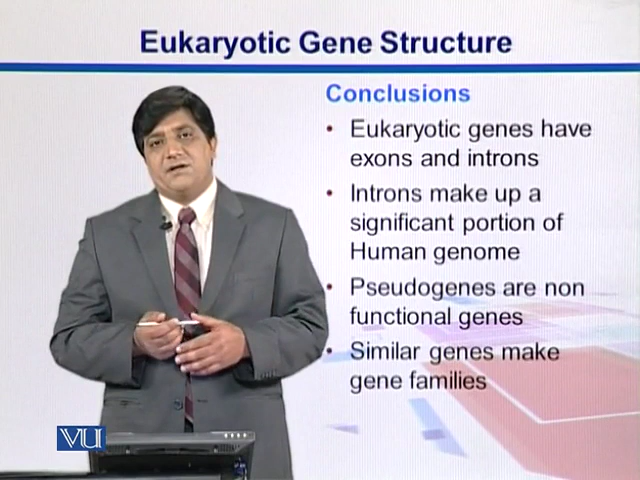 Eukaryotic Gene Structure
Conclusions
• Eukaryotic genes have
exons and introns
• Introns make up a
significant portion of
Human genome
• Pseudogenes are non
functional genes
• Similar genes make
gene families
VU